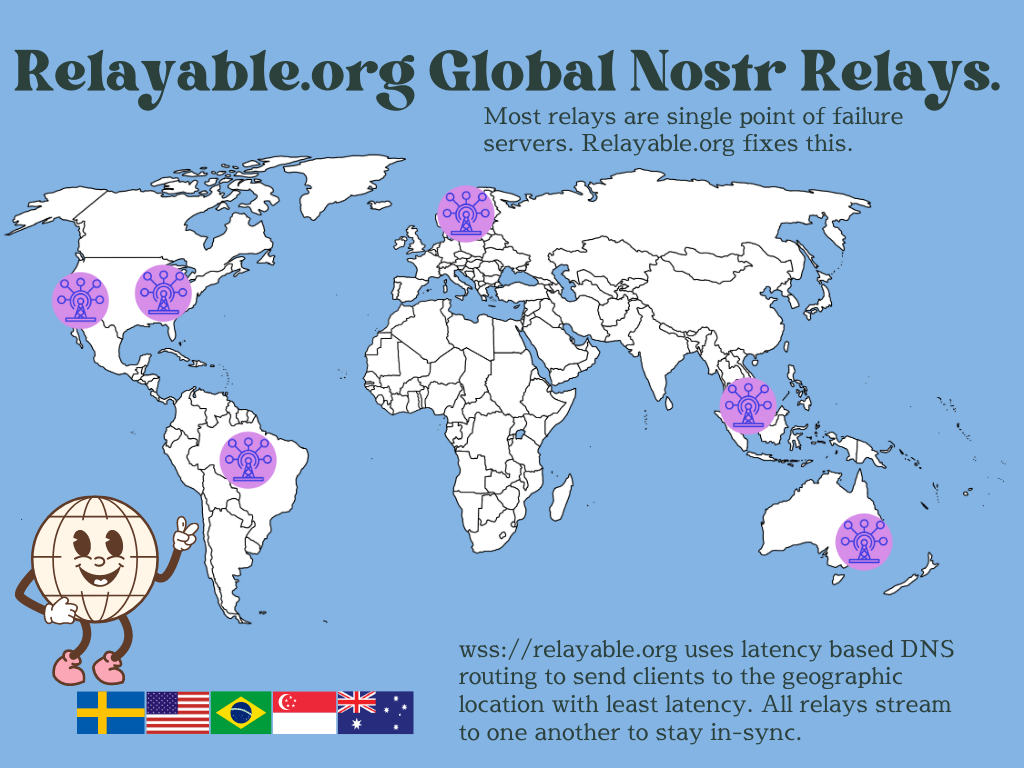 Relayable.org Global Nostr Relays.
Most relays are single point of failure
servers. Relayable.org fixes this.
wss://relayable.org uses latency based DNS
routing to send clients to the geographic
location with least latency. All relays stream
to one another to stay in-sync.